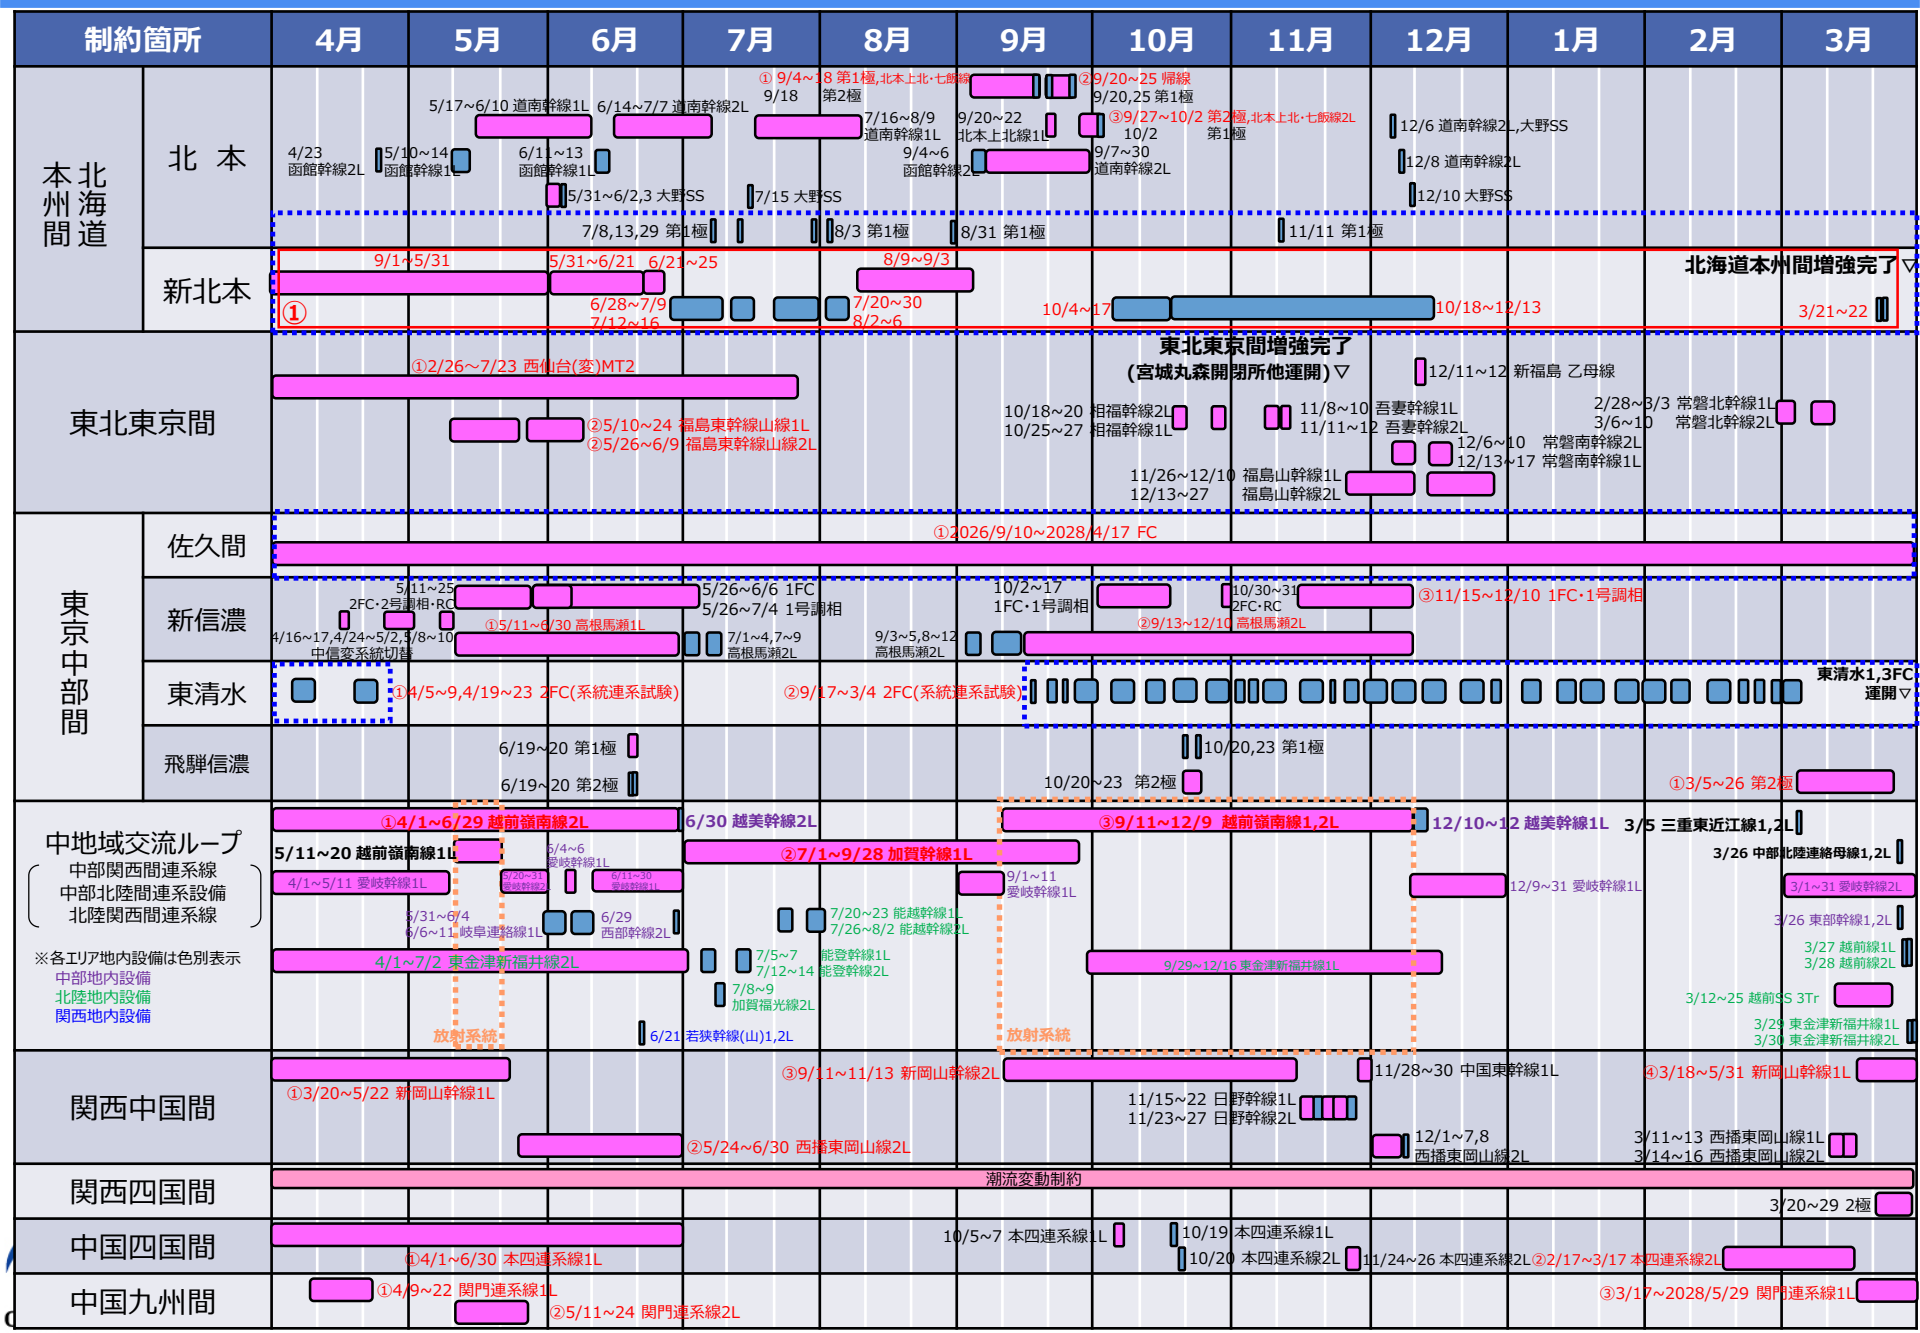 制約箇所 4月 5月 6月 7月 8月 9月 10月 11月 12月 1月 2月 3月
北海道本州間
北 本
① 9/4~18 第1極,北本上北・七飯線
9/18 第2極
②9/20~25 帰線
9/20,25 第1極
5/17~6/10 道南幹線1L
6/14~7/7 道南幹線2L
7/16~8/9
道南幹線1L
9/20~22
北本上北線1L
③9/27~10/2 第2極,北本上北・七飯線2L
10/2 第1極
12/6 道南幹線2L,大野SS
4/23
函館幹線2L
5/10~14
函館幹線1L
6/11~13
函館幹線1L
9/4~6
函館幹線2L
9/7~30
道南幹線2L
12/8 道南幹線2L
5/31~6/2,3 大野SS
7/15 大野SS
12/10 大野SS
7/8,13,29 第1極
8/3 第1極
8/31 第1極
11/11 第1極
新北本
9/1~5/31
5/31~6/21
6/21~25
8/9~9/3
北海道本州間増強完了▽
①
6/28~7/9
7/12~16
7/20~30
8/2~6
10/4~17
10/18~12/13
3/21~22
東北東京間
①2/26～7/23 西仙台(変)MT2
東北東京間増強完了
(宮城丸森開閉所他運開)▽
12/11~12 新福島 乙母線
②5/10~24 福島東幹線山線1L
②5/26~6/9 福島東幹線山線2L
10/18~20 相福幹線2L
10/25~27 相福幹線1L
11/8~10 吾妻幹線1L
11/11~12 吾妻幹線2L
2/28~3/3 常磐北幹線1L
3/6~10 常磐北幹線2L
12/6~10 常磐南幹線2L
12/13~17 常磐南幹線1L
11/26~12/10 福島山幹線1L
12/13~27 福島山幹線2L
東京中部間
佐久間
①2026/9/10~2028/4/17 FC
新信濃
5/11~25
2FC・2号調相・RC
5/26~6/6 1FC
5/26~7/4 1号調相
10/2~17
1FC・1号調相
10/30~31
2FC・RC
③11/15~12/10 1FC・1号調相
4/16~17,4/24~5/2,5/8~10
中信変系統切替
①5/11~6/30 高根馬瀬1L
7/1~4,7~9
高根馬瀬2L
9/3~5,8~12
高根馬瀬2L
②9/13~12/10 高根馬瀬2L
東清水
①4/5~9,4/19~23 2FC(系統連系試験)
②9/17~3/4 2FC(系統連系試験)
東清水1,3FC
運開▽
飛騨信濃
6/19~20 第1極
10/20,23 第1極
6/19~20 第2極
10/20~23 第2極
①3/5~26 第2極
中地域交流ループ
中部関西間連系線
中部北陸間連系設備
北陸関西間連系線
※各エリア地内設備は色別表示
中部地内設備
北陸地内設備
関西地内設備
①4/1~6/29 越前嶺南線2L
6/30 越美幹線2L
③9/11~12/9 越前嶺南線1,2L
12/10~12 越美幹線1L
3/5 三重東近江線1,2L
5/11~20 越前嶺南線1L
6/4~6
愛岐幹線1L
②7/1~9/28 加賀幹線1L
3/26 中部北陸連絡母線1,2L
4/1~5/11 愛岐幹線1L
5/20~31
愛岐幹線2L
6/11~30
愛岐幹線1L
9/1~11
愛岐幹線1L
12/9~31 愛岐幹線1L
3/1~31 愛岐幹線2L
5/31~6/4
6/6~11 岐阜連絡線1L
6/29
西部幹線2L
7/20~23 能越幹線1L
7/26~8/2 能越幹線2L
3/26 東部幹線1,2L
4/1~7/2 東金津新福井線2L
7/5~7 能登幹線1L
7/12~14 能登幹線2L
9/29~12/16 東金津新福井線1L
3/27 越前線1L
3/28 越前線2L
7/8~9
加賀福光線2L
3/12~25 越前SS 3Tr
放射系統
6/21 若狭幹線(山)1,2L
放射系統
3/29 東金津新福井線1L
3/30 東金津新福井線2L
関西中国間
①3/20~5/22 新岡山幹線1L
③9/11~11/13 新岡山幹線2L
11/28~30 中国東幹線1L
④3/18~5/31 新岡山幹線1L
11/15~22 日野幹線1L
11/23~27 日野幹線2L
②5/24~6/30 西播東岡山線2L
12/1~7,8
西播東岡山線2L
3/11~13 西播東岡山線1L
3/14~16 西播東岡山線2L
関西四国間
潮流変動制約
3/20~29 2極
中国四国間
①4/1~6/30 本四連系線1L
10/5~7 本四連系線1L
10/19 本四連系線1L
10/20 本四連系線2L
11/24~26 本四連系線2L
②2/17~3/17 本四連系線2L
中国九州間
①4/9~22 関門連系線1L
②5/11~24 関門連系線2L
③3/17~2028/5/29 関門連系線1L